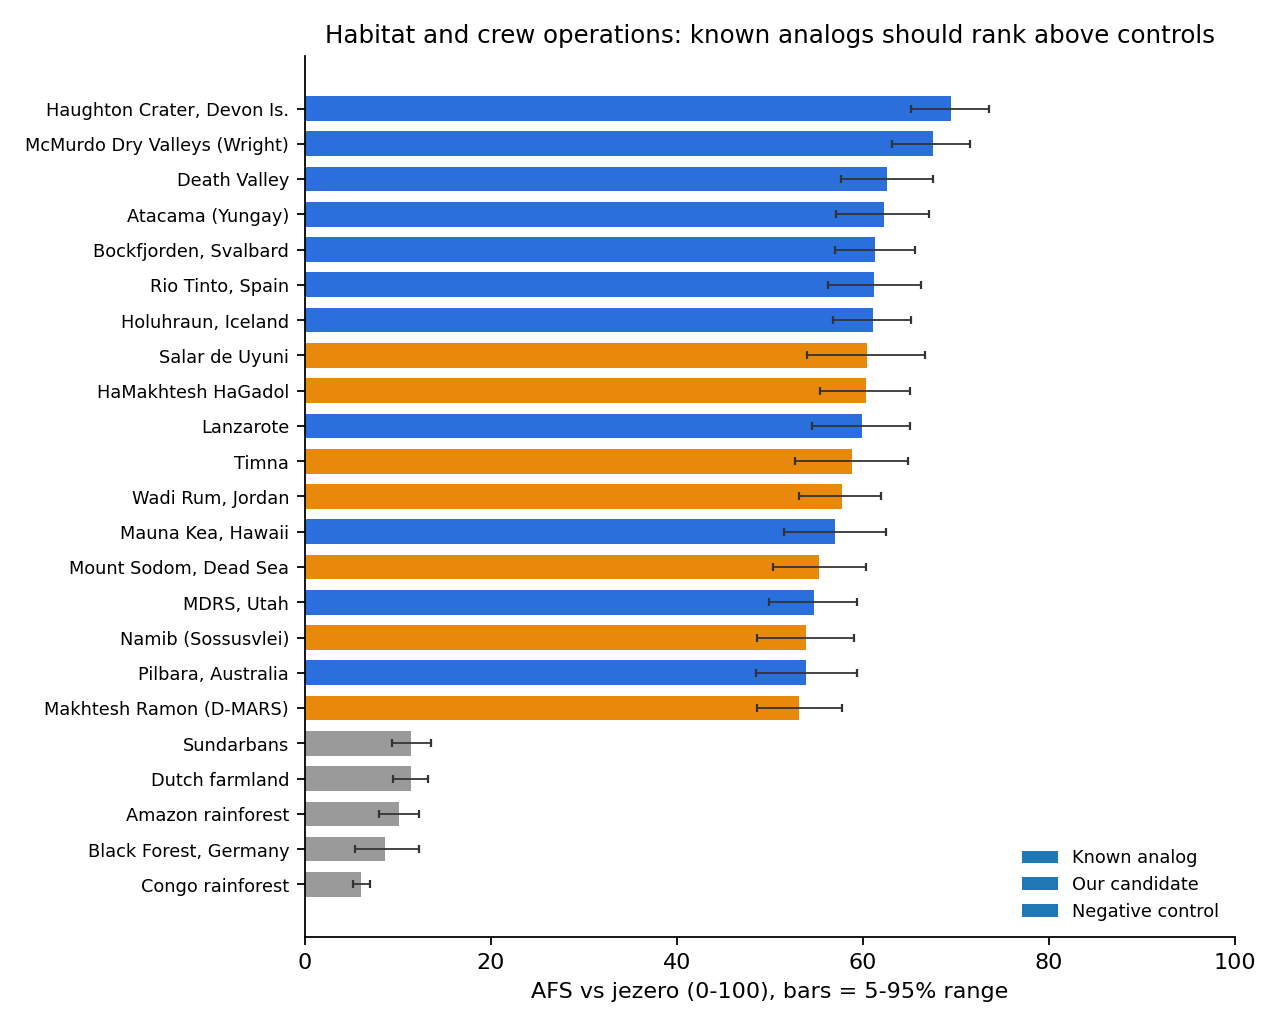 Habitat and crew operations: known analogs should rank above controls
Haughton Crater, Devon Is.
McMurdo Dry Valleys (Wright)
Death Valley
Atacama (Yungay)
Bockfjorden, Svalbard
Rio Tinto, Spain
Holuhraun, Iceland
Salar de Uyuni
HaMakhtesh HaGadol
Lanzarote
Timna
Wadi Rum, Jordan
Mauna Kea, Hawaii
Mount Sodom, Dead Sea
MDRS, Utah
Namib (Sossusvlei)
Pilbara, Australia
Makhtesh Ramon (D-MARS)
Sundarbans
Dutch farmland
Amazon rainforest
Black Forest, Germany
Congo rainforest
Known analog
Our candidate
Negative control
0 20 40 60 80 100
AFS vs jezero (0-100), bars = 5-95% range